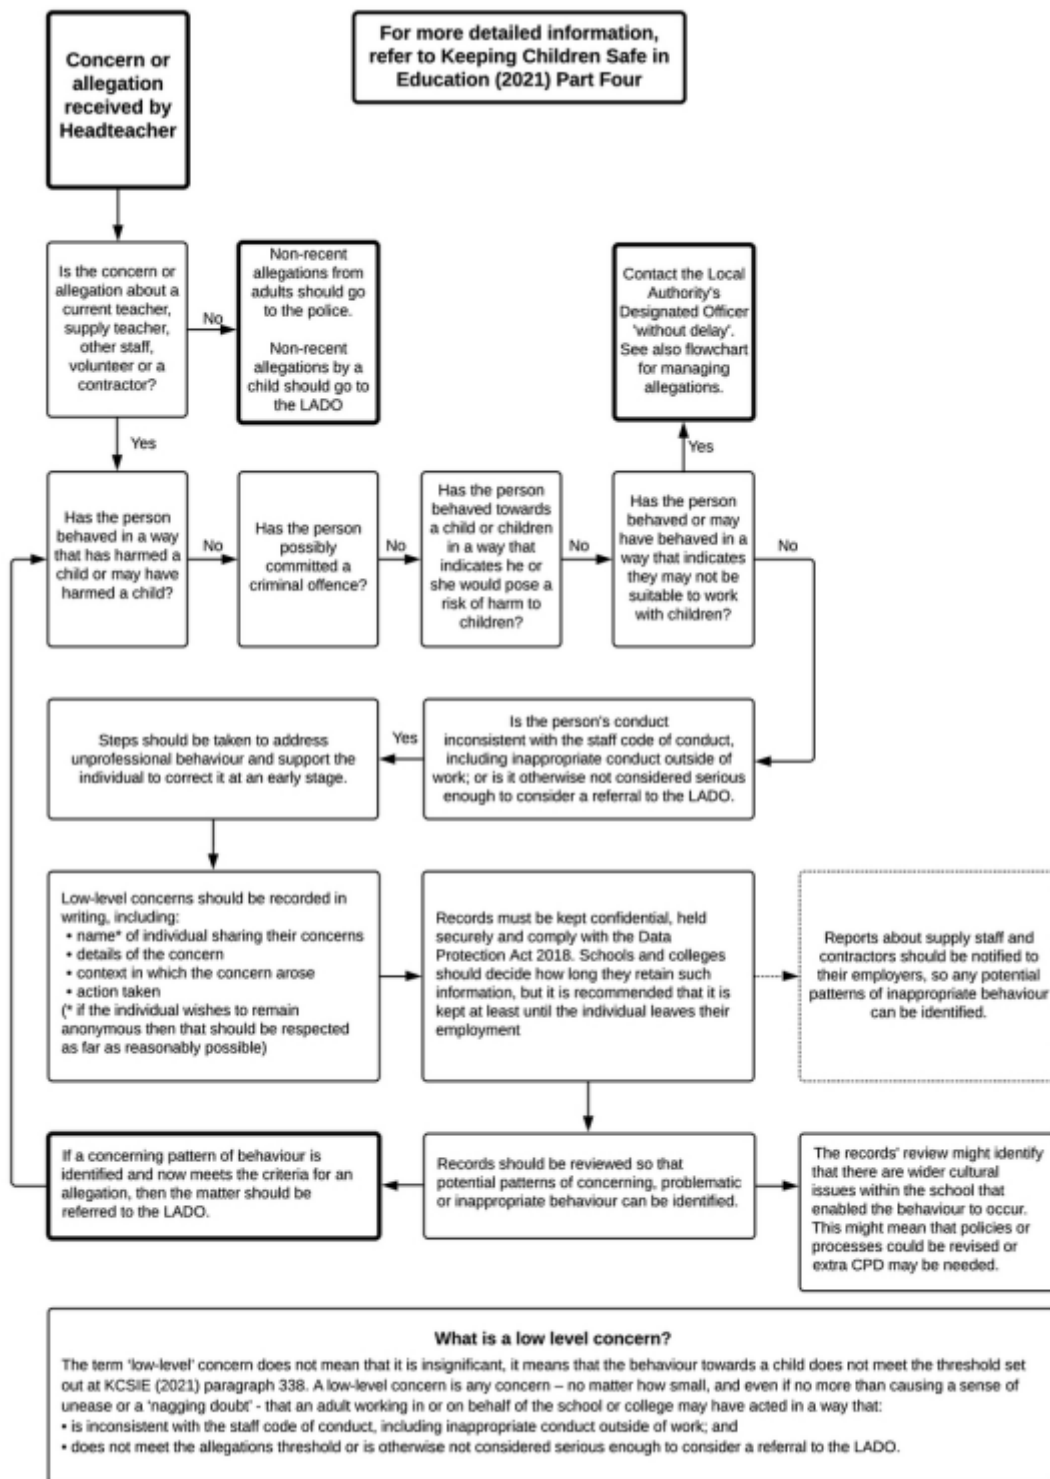 Concern or
allegation
received by
Headteacher
For more detailed information,
refer to Keeping Children Safe in
Education (2021) Part Four
Is the concern or
allegation about a
current teacher,
supply teacher,
other staff,
volunteer or a
contractor?
No
Non-recent
allegations from
adults should go
to the police.
Non-recent
allegations by a
child should go to
the LADO
Contact the Local
Authority's
Designated Officer
'without delay'.
See also flowchart
for managing
allegations.
Yes
Yes
Has the person
behaved in a way
that has harmed a
child or may have
harmed a child?
No
Has the person
possibly
committed a
criminal offence?
No
Has the person
behaved towards
a child or children
in a way that
indicates he or
she would pose a
risk of harm to
children?
No
Has the person
behaved or may
have behaved in a
way that indicates
they may not be
suitable to work
with children?
No
Steps should be taken to address
unprofessional behaviour and support the
individual to correct it at an early stage.
Yes
Is the person's conduct
inconsistent with the staff code of conduct,
including inappropriate conduct outside of
work; or is it otherwise not considered serious
enough to consider a referral to the LADO.
Low-level concerns should be recorded in
writing, including:
• name* of individual sharing their concerns
• details of the concern
• context in which the concern arose
• action taken
(* if the individual wishes to remain
anonymous then that should be respected
as far as reasonably possible)
Records must be kept confidential, held
securely and comply with the Data
Protection Act 2018. Schools and colleges
should decide how long they retain such
information, but it is recommended that it is
kept at least until the individual leaves their
employment
Reports about supply staff and
contractors should be notified to
their employers, so any potential
patterns of inappropriate behaviour
can be identified.
If a concerning pattern of behaviour is
identified and now meets the criteria for an
allegation, then the matter should be
referred to the LADO.
Records should be reviewed so that
potential patterns of concerning, problematic
or inappropriate behaviour can be identified.
The records' review might identify
that there are wider cultural
issues within the school that
enabled the behaviour to occur.
This might mean that policies or
processes could be revised or
extra CPD may be needed.
What is a low level concern?
The term 'low-level' concern does not mean that it is insignificant, it means that the behaviour towards a child does not meet the threshold set
out at KCSIE (2021) paragraph 338. A low-level concern is any concern – no matter how small, and even if no more than causing a sense of
unease or a 'nagging doubt' - that an adult working in or on behalf of the school or college may have acted in a way that:
• is inconsistent with the staff code of conduct, including inappropriate conduct outside of work; and
• does not meet the allegations threshold or is otherwise not considered serious enough to consider a referral to the LADO.